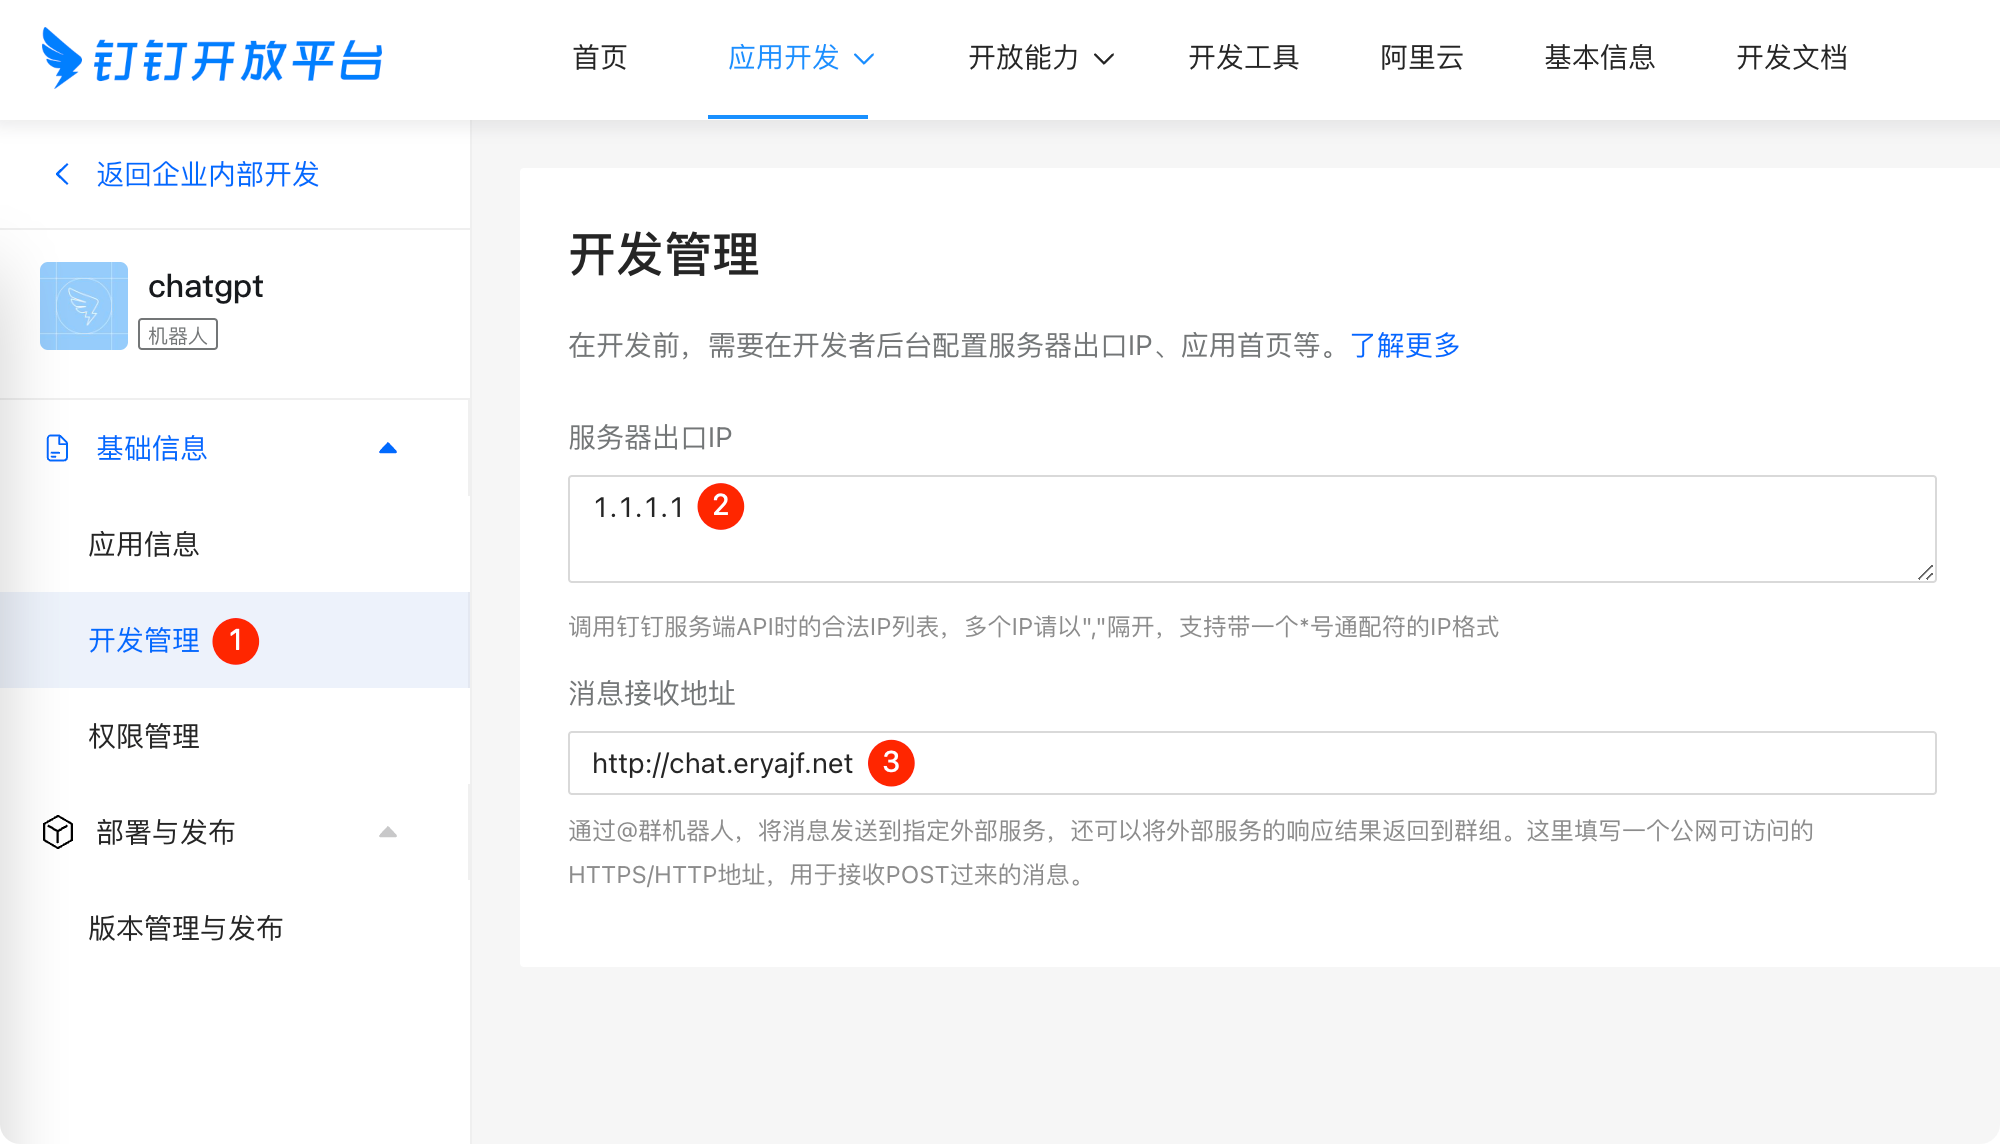 钉钉开放平台
首页
应用开发
开放能力
开发工具
阿里云
基本信息
开发文档
返回企业内部开发
chatgpt
机器人
基础信息
应用信息
开发管理 1
权限管理
部署与发布
版本管理与发布
开发管理
在开发前，需要在开发者后台配置服务器出口IP、应用首页等。了解更多
服务器出口IP
1.1.1.1 2
调用钉钉服务端API时的合法IP列表，多个IP请以","隔开，支持带一个*号通配符的IP格式
消息接收地址
http://chat.eryajf.net 3
通过@群机器人，将消息发送到指定外部服务，还可以将外部服务的响应结果返回到群组。这里填写一个公网可访问的
HTTPS/HTTP地址，用于接收POST过来的消息。